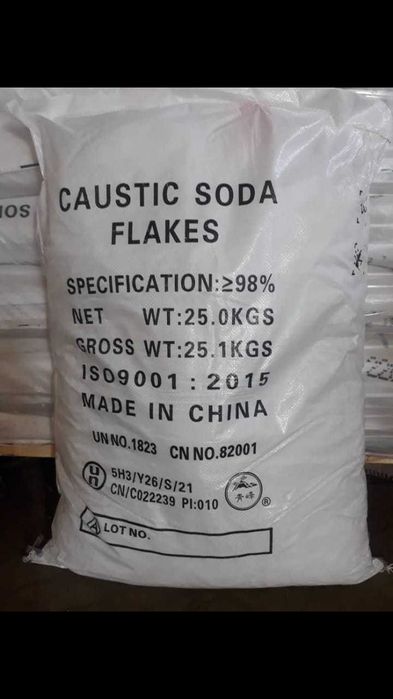 CAUSTIC SODA
FLAKES
SPECIFICATION:≥98%
NET WT:25.0KGS
GROSS WT:25.1KGS
ISO9001:2015
MADE IN CHINA
UN NO.1823 CN NO.82001
5H3/Y26/S/21
CN/C022239 PI:010
®
LOT NO.
SOI